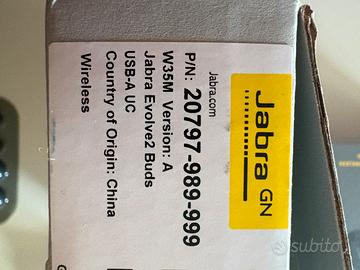 Jabra GN
Jabra.com
P/N: 20797-989-999
W35M Version: A
Jabra Evolve2 Buds
USB-A UC
Country of Origin: China
Wireless
subito